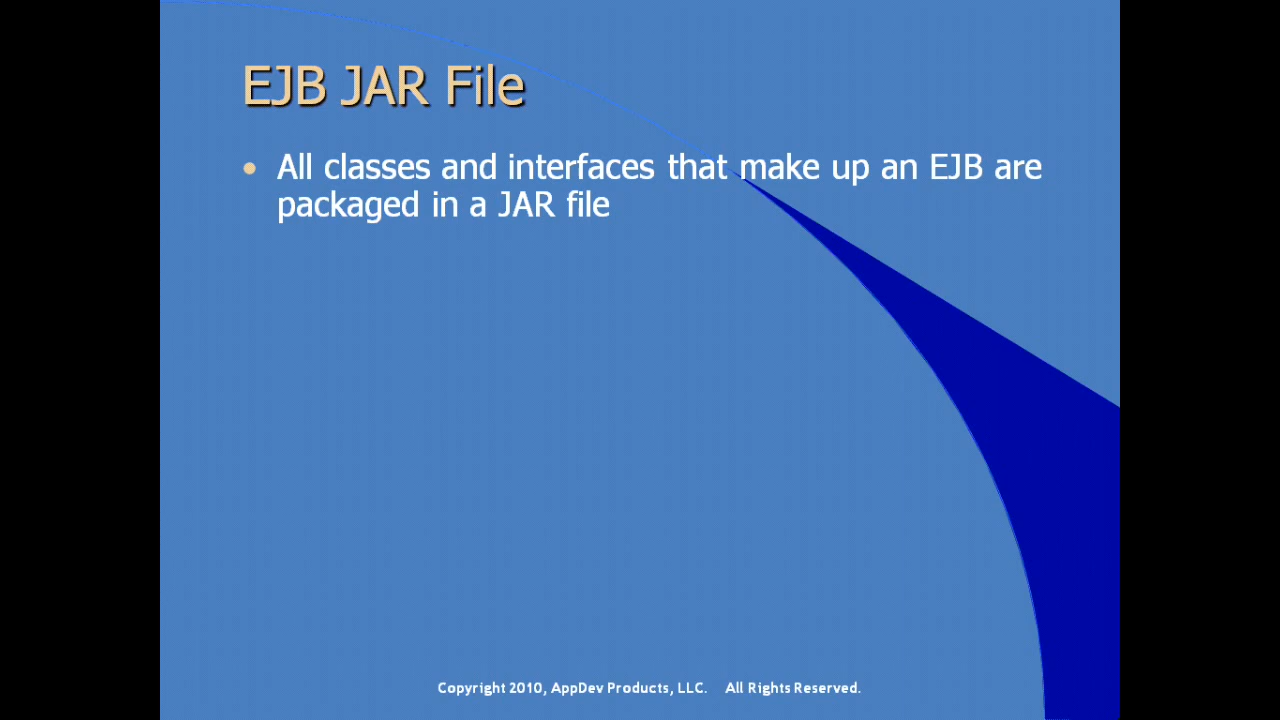 EJB JAR File
All classes and interfaces that make up an EJB are
packaged in a JAR file
Copyright 2010, AppDev Products, LLC. All Rights Reserved.